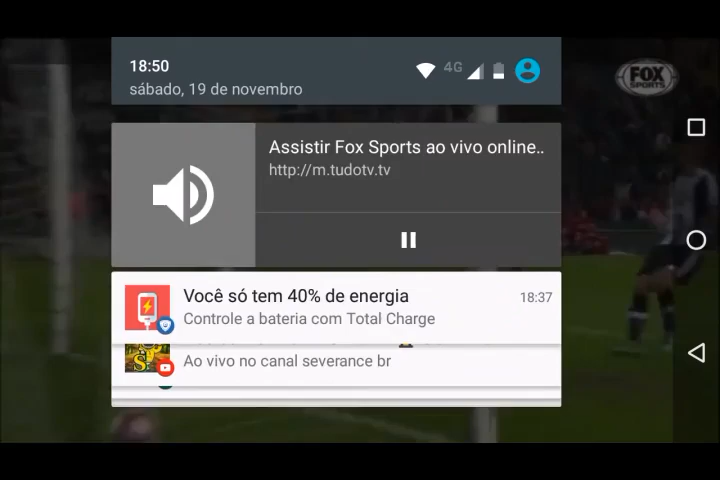 18:50
4G
sábado, 19 de novembro
FOX
SPORTS
Assistir Fox Sports ao vivo online..
http://m.tudotv.tv
Você só tem 40% de energia
18:37
Controle a bateria com Total Charge
Ao vivo no canal severance br